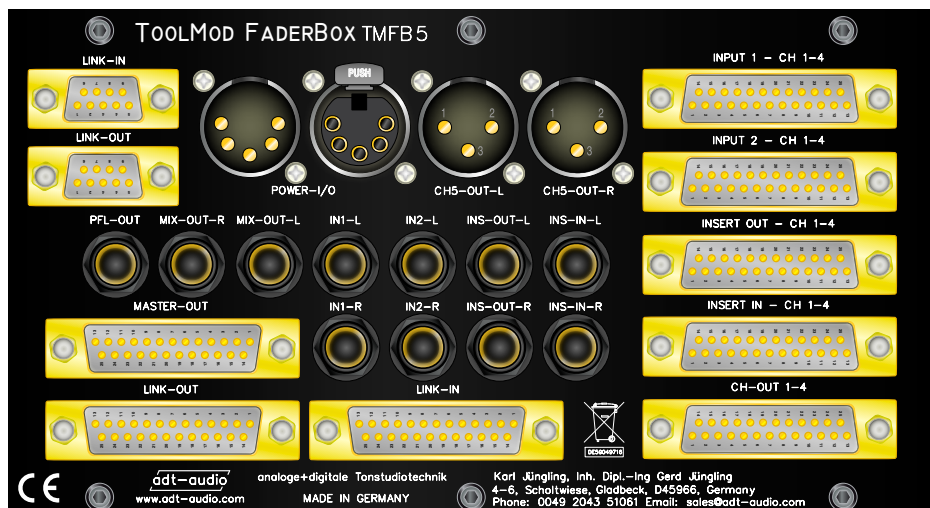 ToolMod FaderBox TMFB5
LINK-IN
PUSH
INPUT 1 - CH 1-4
1 2 3
1 2 3
LINK-OUT
INPUT 2 - CH 1-4
POWER-I/O
CH5-OUT-L
CH5-OUT-R
PFL-OUT
MIX-OUT-R
MIX-OUT-L
IN1-L
IN2-L
INS-OUT-L
INS-IN-L
INSERT OUT - CH 1-4
MASTER-OUT
IN1-R
IN2-R
INS-OUT-R
INS-IN-R
INSERT IN - CH 1-4
LINK-OUT
LINK-IN
CH-OUT 1-4
DE59049716
CE
adt-audio
www.adt-audio.com
analoge+digitale Tonstudiotechnik
MADE IN GERMANY
Karl Jüngling, Inh. Dipl.-Ing Gerd Jüngling
4-6, Scholtwiese, Gladbeck, D45966, Germany
Phone: 0049 2043 51061 Email: sales@adt-audio.com